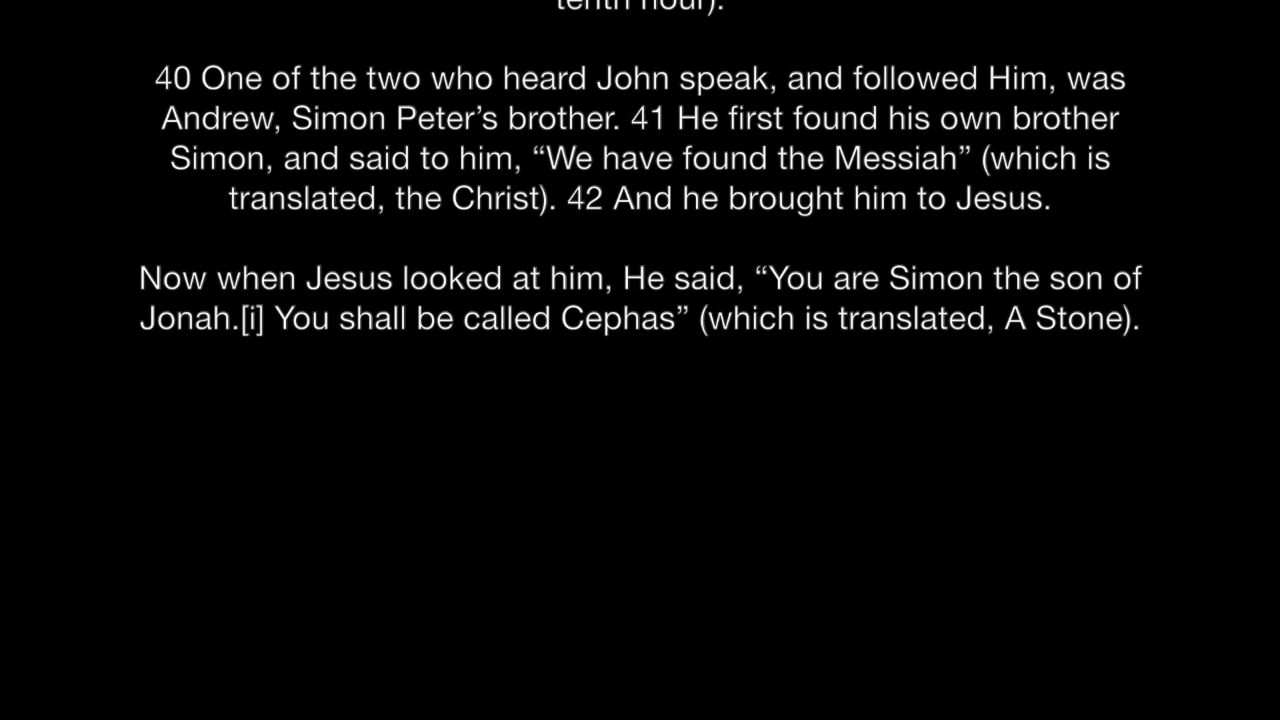 tenth hour).
40 One of the two who heard John speak, and followed Him, was
Andrew, Simon Peter’s brother. 41 He first found his own brother
Simon, and said to him, “We have found the Messiah” (which is
translated, the Christ). 42 And he brought him to Jesus.
Now when Jesus looked at him, He said, “You are Simon the son of
Jonah.[i] You shall be called Cephas” (which is translated, A Stone).